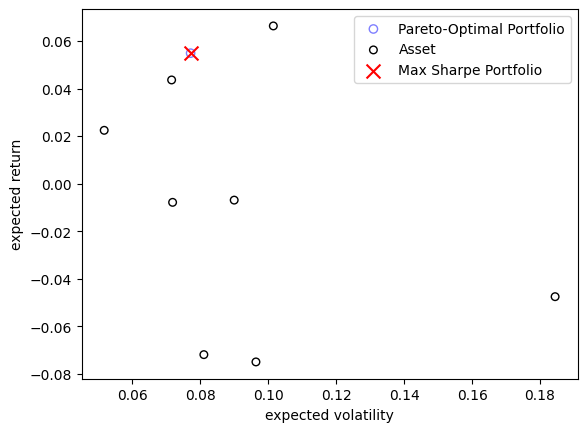 Pareto-Optimal Portfolio
Asset
Max Sharpe Portfolio
expected return
0.06
0.04
0.02
0.00
−0.02
−0.04
−0.06
−0.08
0.06 0.08 0.10 0.12 0.14 0.16 0.18
expected volatility